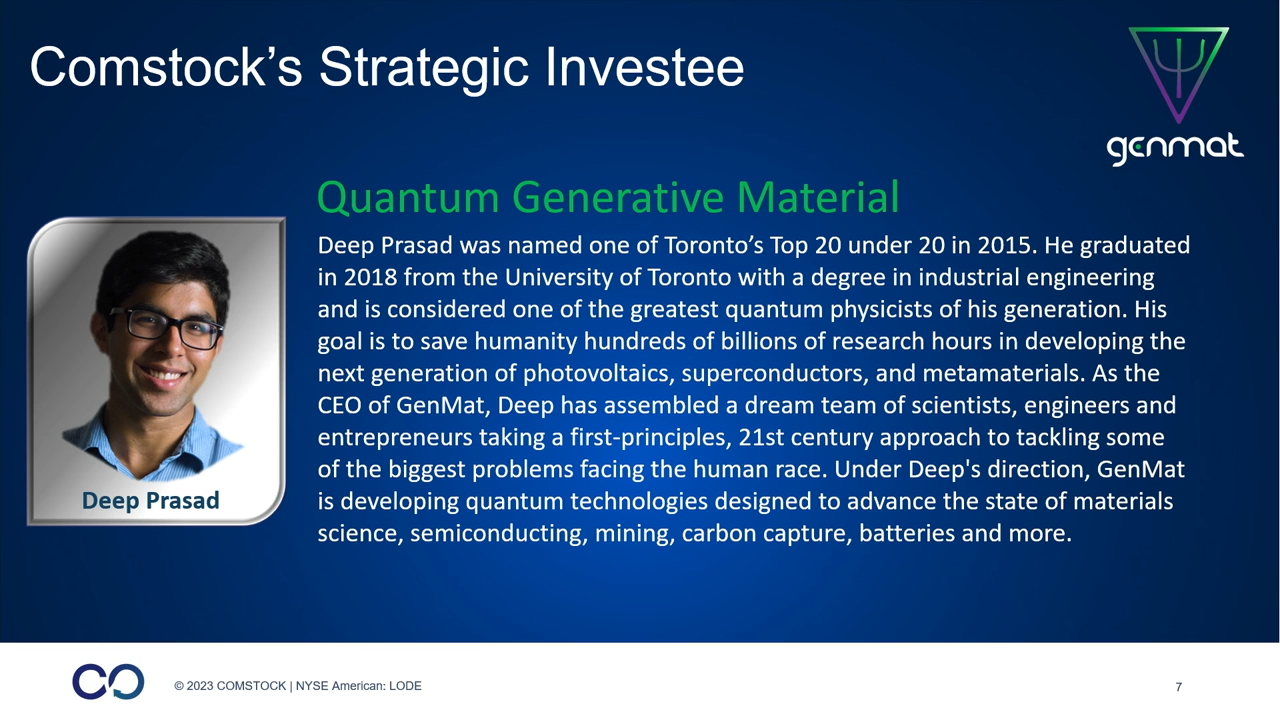 Comstock’s Strategic Investee
genmat
Quantum Generative Material
Deep Prasad was named one of Toronto’s Top 20 under 20 in 2015. He graduated
in 2018 from the University of Toronto with a degree in industrial engineering
and is considered one of the greatest quantum physicists of his generation. His
goal is to save humanity hundreds of billions of research hours in developing the
next generation of photovoltaics, superconductors, and metamaterials. As the
CEO of GenMat, Deep has assembled a dream team of scientists, engineers and
entrepreneurs taking a first-principles, 21st century approach to tackling some
of the biggest problems facing the human race. Under Deep's direction, GenMat
is developing quantum technologies designed to advance the state of materials
science, semiconducting, mining, carbon capture, batteries and more.
Deep Prasad
© 2023 COMSTOCK | NYSE American: LODE
7